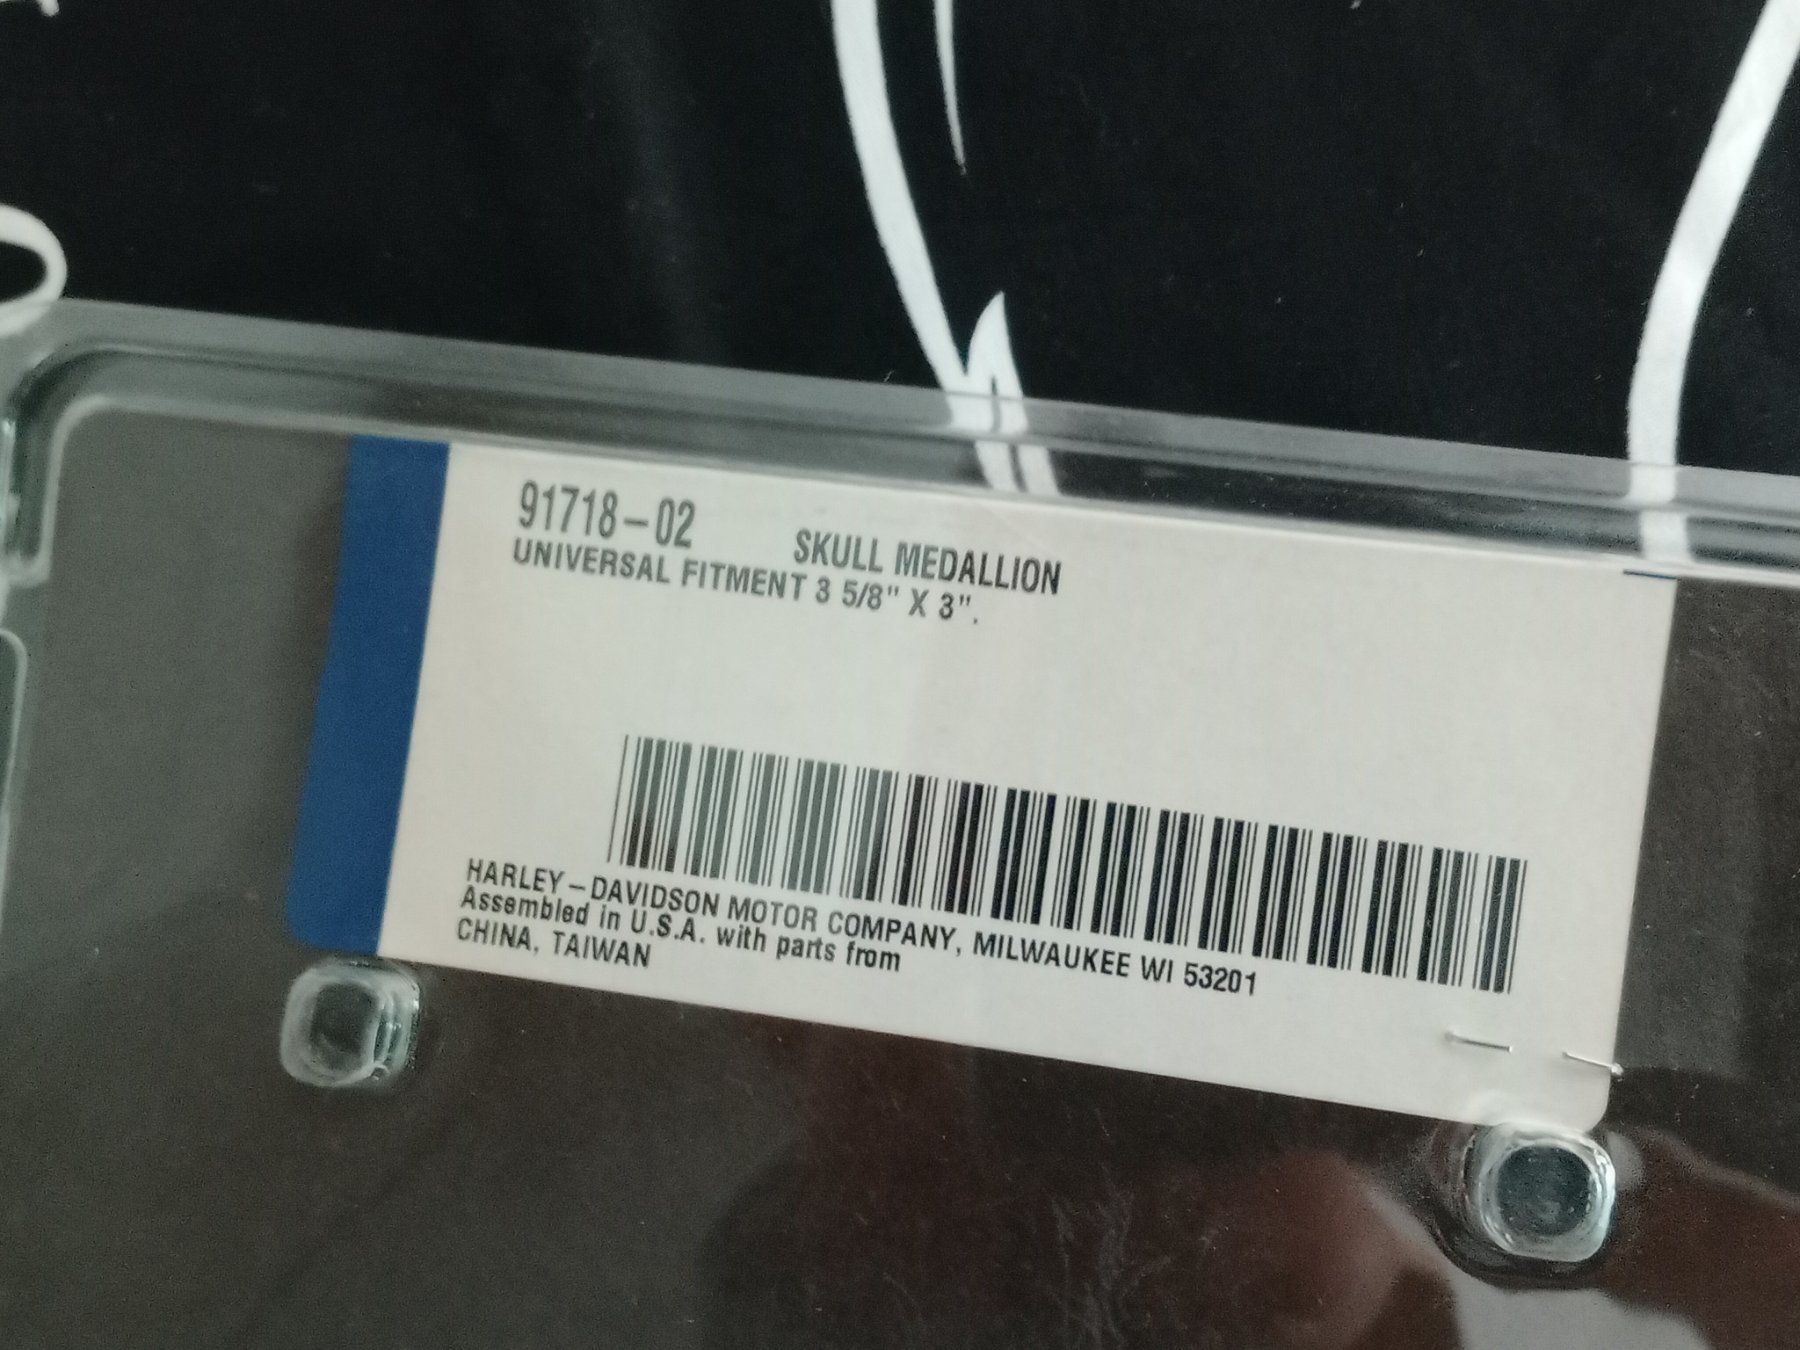 91718-02 SKULL MEDALLION
UNIVERSAL FITMENT 3 5/8" X 3".
HARLEY-DAVIDSON MOTOR COMPANY, MILWAUKEE WI 53201
Assembled in U.S.A. with parts from
CHINA, TAIWAN